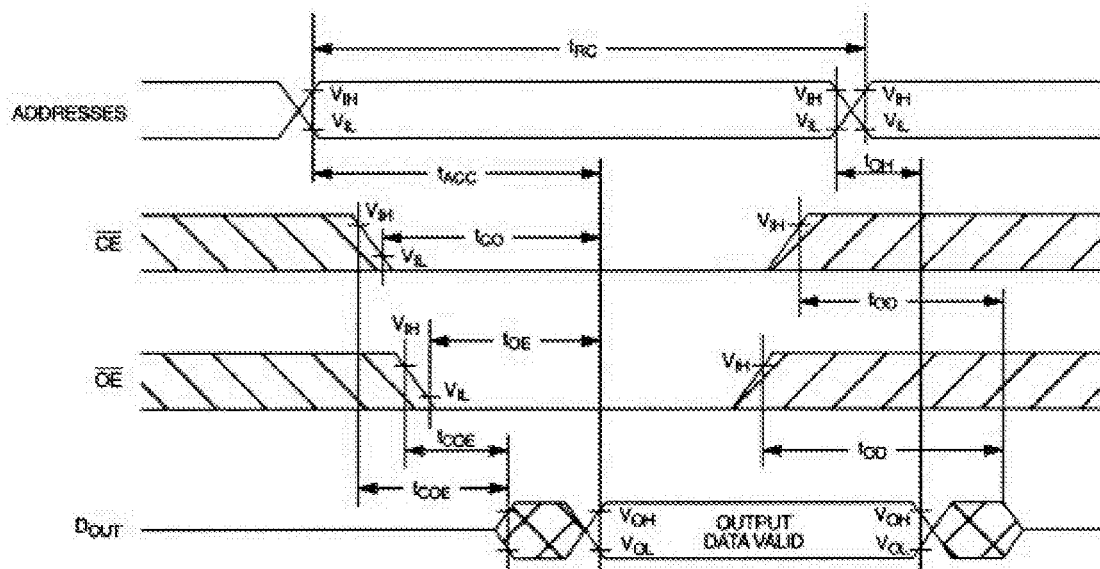 tRC
ADDRESSES
VIH
VIL
VIH
VIL
VIH
VIL
tACC
tOH
CE
VIH
VIL
tCO
VIH
tOD
OE
VIH
VIL
tOE
VIH
tCOE
tOD
tCOE
DOUT
VOH
VOL
OUTPUT
DATA VALID
VOH
VOL